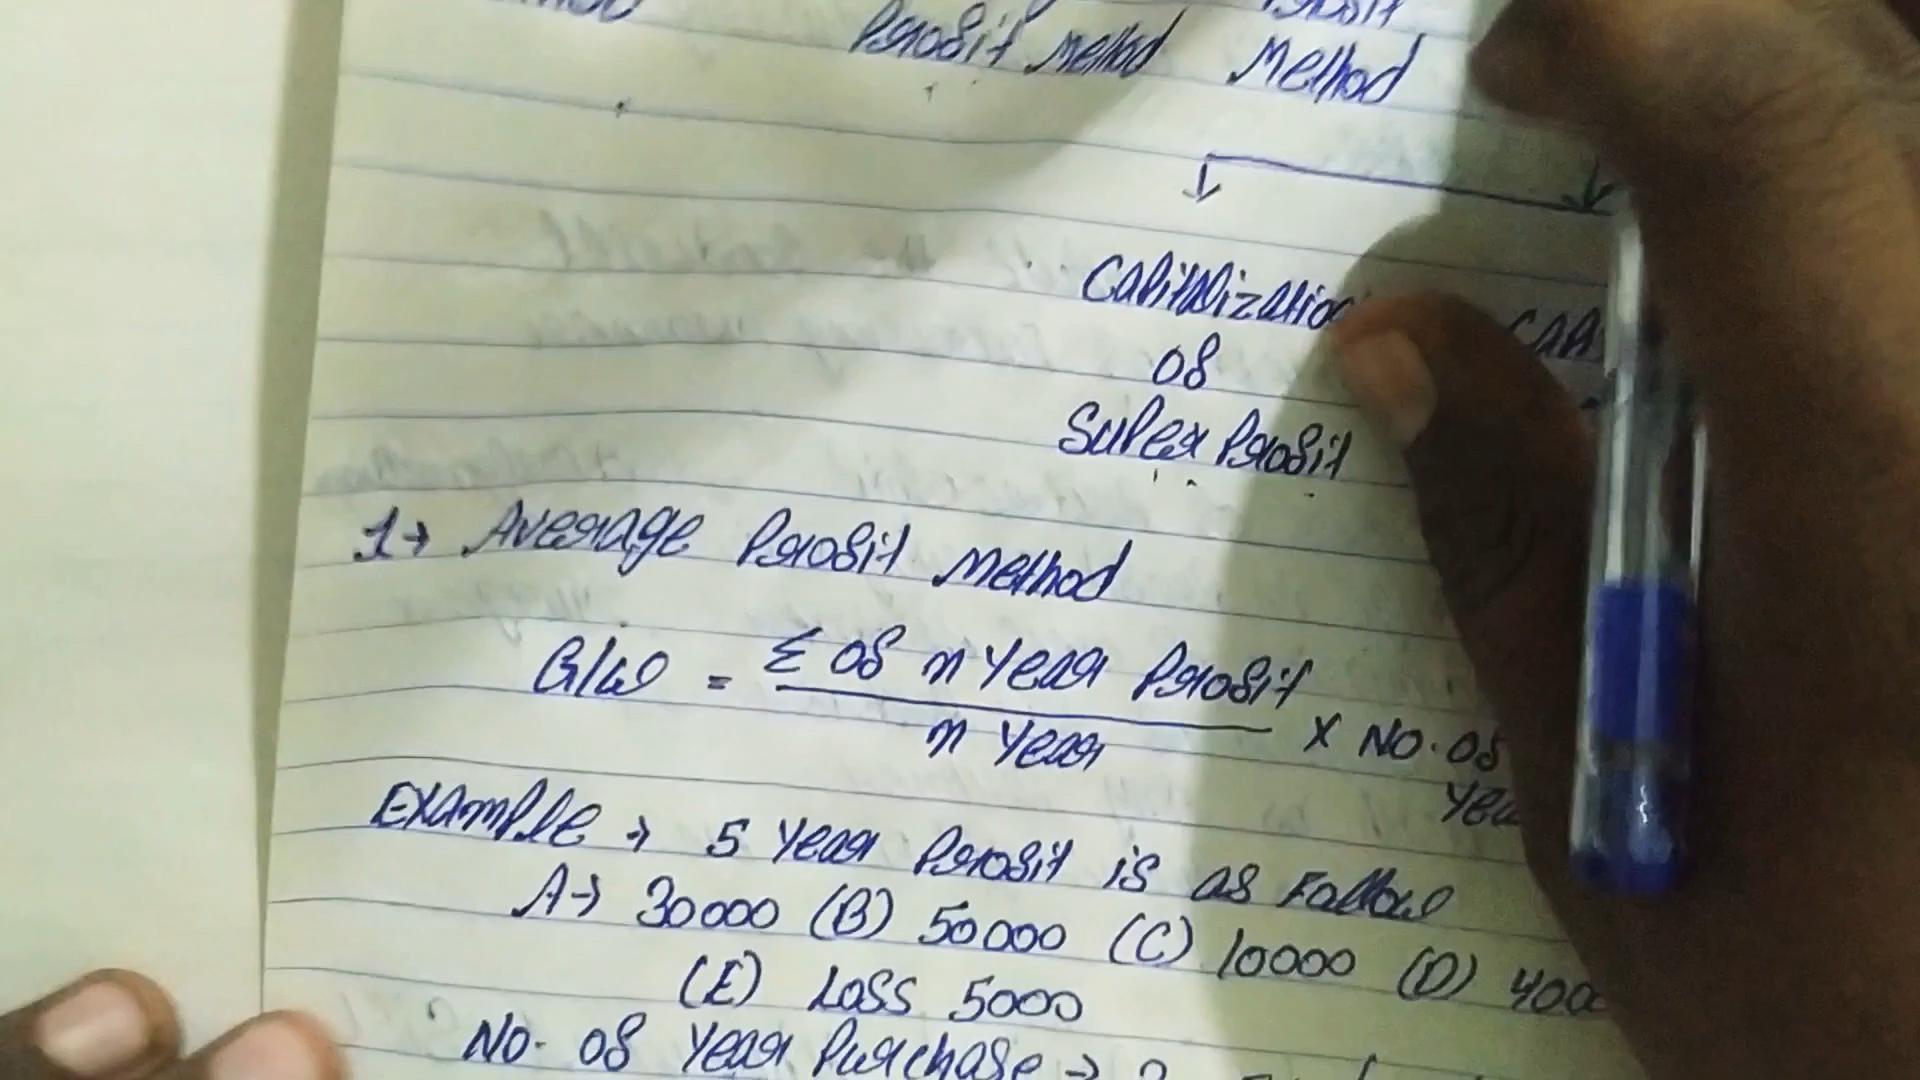 Profit Method Method
Capitalization
of
Super Profit
1→ Average Profit Method
G/w = Σ of n Year Profit
n Year
x No. of
Example → 5 Year Profit is as Follow
A→ 30000 (B) 50000 (C) 10000 (D)
(E) Loss 5000
No. of Year Purchase →